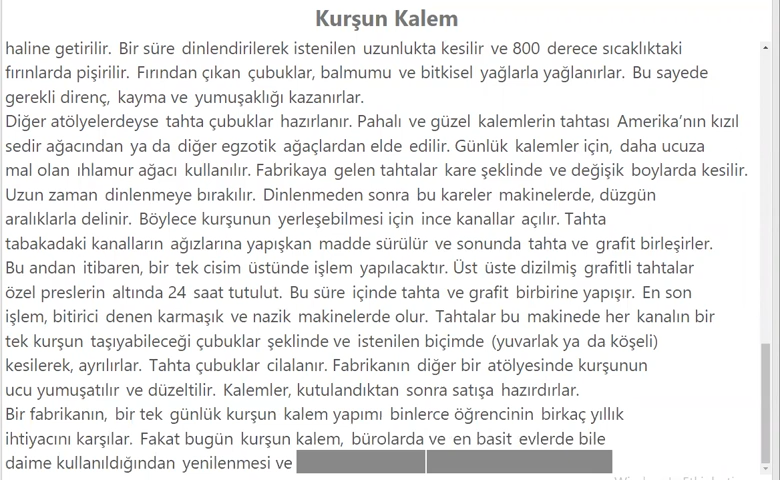 Kurşun Kalem
haline getirilir. Bir süre dinlendirilerek istenilen uzunlukta kesilir ve 800 derece sıcaklıktaki
fırınlarda pişirilir. Fırından çıkan çubuklar, balmumu ve bitkisel yağlarla yağlanırlar. Bu sayede
gerekli direnç, kayma ve yumuşaklığı kazanırlar.
Diğer atölyelerdeyse tahta çubuklar hazırlanır. Pahalı ve güzel kalemlerin tahtası Amerika’nın kızıl
sedir ağacından ya da diğer egzotik ağaçlardan elde edilir. Günlük kalemler için, daha ucuza
mal olan ıhlamur ağacı kullanılır. Fabrikaya gelen tahtalar kare şeklinde ve değişik boylarda kesilir.
Uzun zaman dinlenmeye bırakılır. Dinlenmeden sonra bu kareler makinelerde, düzgün
aralıklarla delinir. Böylece kurşunun yerleşebilmesi için ince kanallar açılır. Tahta
tabakadaki kanalların ağızlarına yapışkan madde sürülür ve sonunda tahta ve grafit birleşirler.
Bu andan itibaren, bir tek cisim üstünde işlem yapılacaktır. Üst üste dizilmiş grafitli tahtalar
özel preslerin altında 24 saat tutulut. Bu süre içinde tahta ve grafit birbirine yapışır. En son
işlem, bitirici denen karmaşık ve nazik makinelerde olur. Tahtalar bu makinede her kanalın bir
tek kurşun taşıyabileceği çubuklar şeklinde ve istenilen biçimde (yuvarlak ya da köşeli)
kesilerek, ayrılırlar. Tahta çubuklar cilalanır. Fabrikanın diğer bir atölyesinde kurşunun
ucu yumuşatılır ve düzeltilir. Kalemler, kutulandıktan sonra satışa hazırdırlar.
Bir fabrikanın, bir tek günlük kurşun kalem yapımı binlerce öğrencinin birkaç yıllık
ihtiyacını karşılar. Fakat bugün kurşun kalem, bürolarda ve en basit evlerde bile
daime kullanıldığından yenilenmesi ve